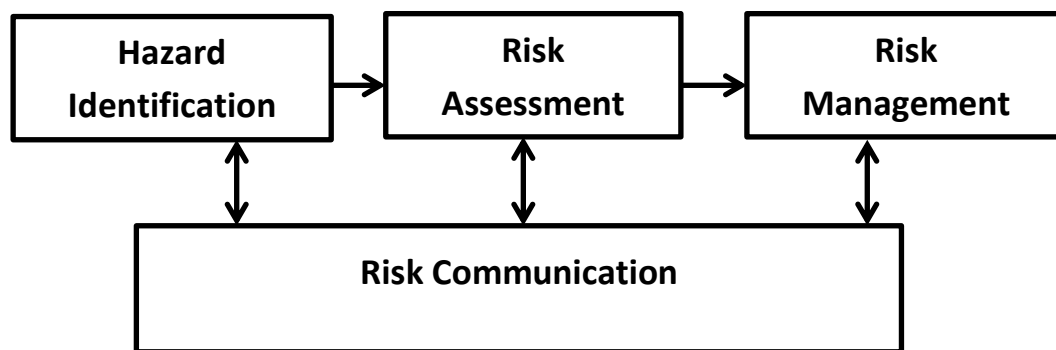 Hazard
Identification
Risk
Assessment
Risk
Management
Risk Communication